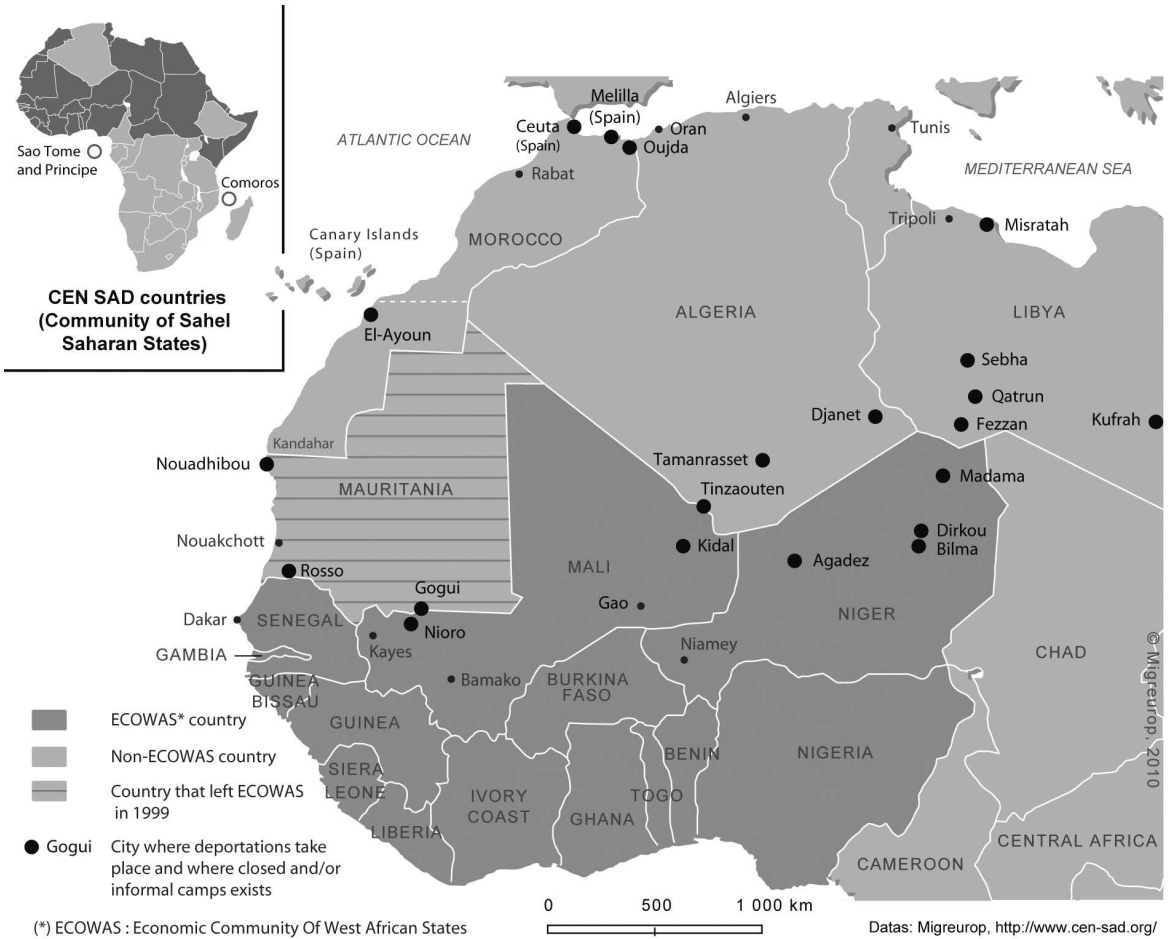 Sao Tome
and Principe
Comoros
CEN SAD countries
(Community of Sahel
Saharan States)
ATLANTIC OCEAN
Melilla
(Spain)
Ceuta
(Spain)
Oran
Oujda
Algiers
Tunis
MEDITERRANEAN SEA
Rabat
Tripoli
Misratah
Canary Islands
(Spain)
MOROCCO
ALGERIA
LIBYA
El-Ayoun
Sebha
Qatrun
Djanet
Fezzan
Kufrah
Kandahar
Nouadhibou
Tamanrasset
Madama
MAURITANIA
Tinzaouten
Nouakchott
Kidal
Dirkou
Bilma
Agadez
Rosso
MALI
Gogui
Gao
NIGER
Dakar
SENEGAL
Nioro
Kayes
Niamey
GAMBIA
CHAD
Bamako
BURKINA
FASO
GUINEA
BISSAU
GUINEA
BENIN
NIGERIA
SIERA
LEONE
IVORY
COAST
TOGO
GHANA
LIBERIA
CAMEROON
CENTRAL AFRICA
© Migreurop, 2010
ECOWAS* country
Non-ECOWAS country
Country that left ECOWAS
in 1999
Gogui
City where deportations take
place and where closed and/or
informal camps exists
0 500 1 000 km
(*) ECOWAS : Economic Community Of West African States
Datas: Migreurop, http://www.cen-sad.org/